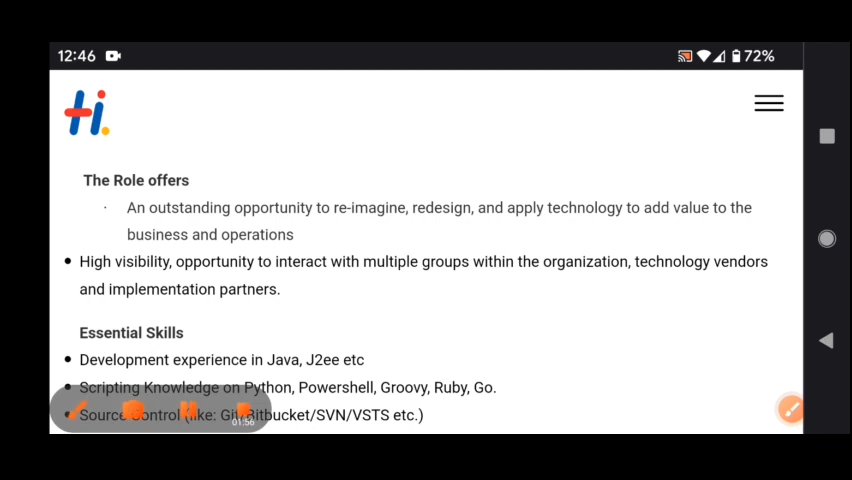 12:46
72%
Hi.
The Role offers
· An outstanding opportunity to re-imagine, redesign, and apply technology to add value to the
business and operations
• High visibility, opportunity to interact with multiple groups within the organization, technology vendors
and implementation partners.
Essential Skills
• Development experience in Java, J2ee etc
• Scripting Knowledge on Python, Powershell, Groovy, Ruby, Go.
• Source Control (like: Git/Bitbucket/SVN/VSTS etc.)
01:56